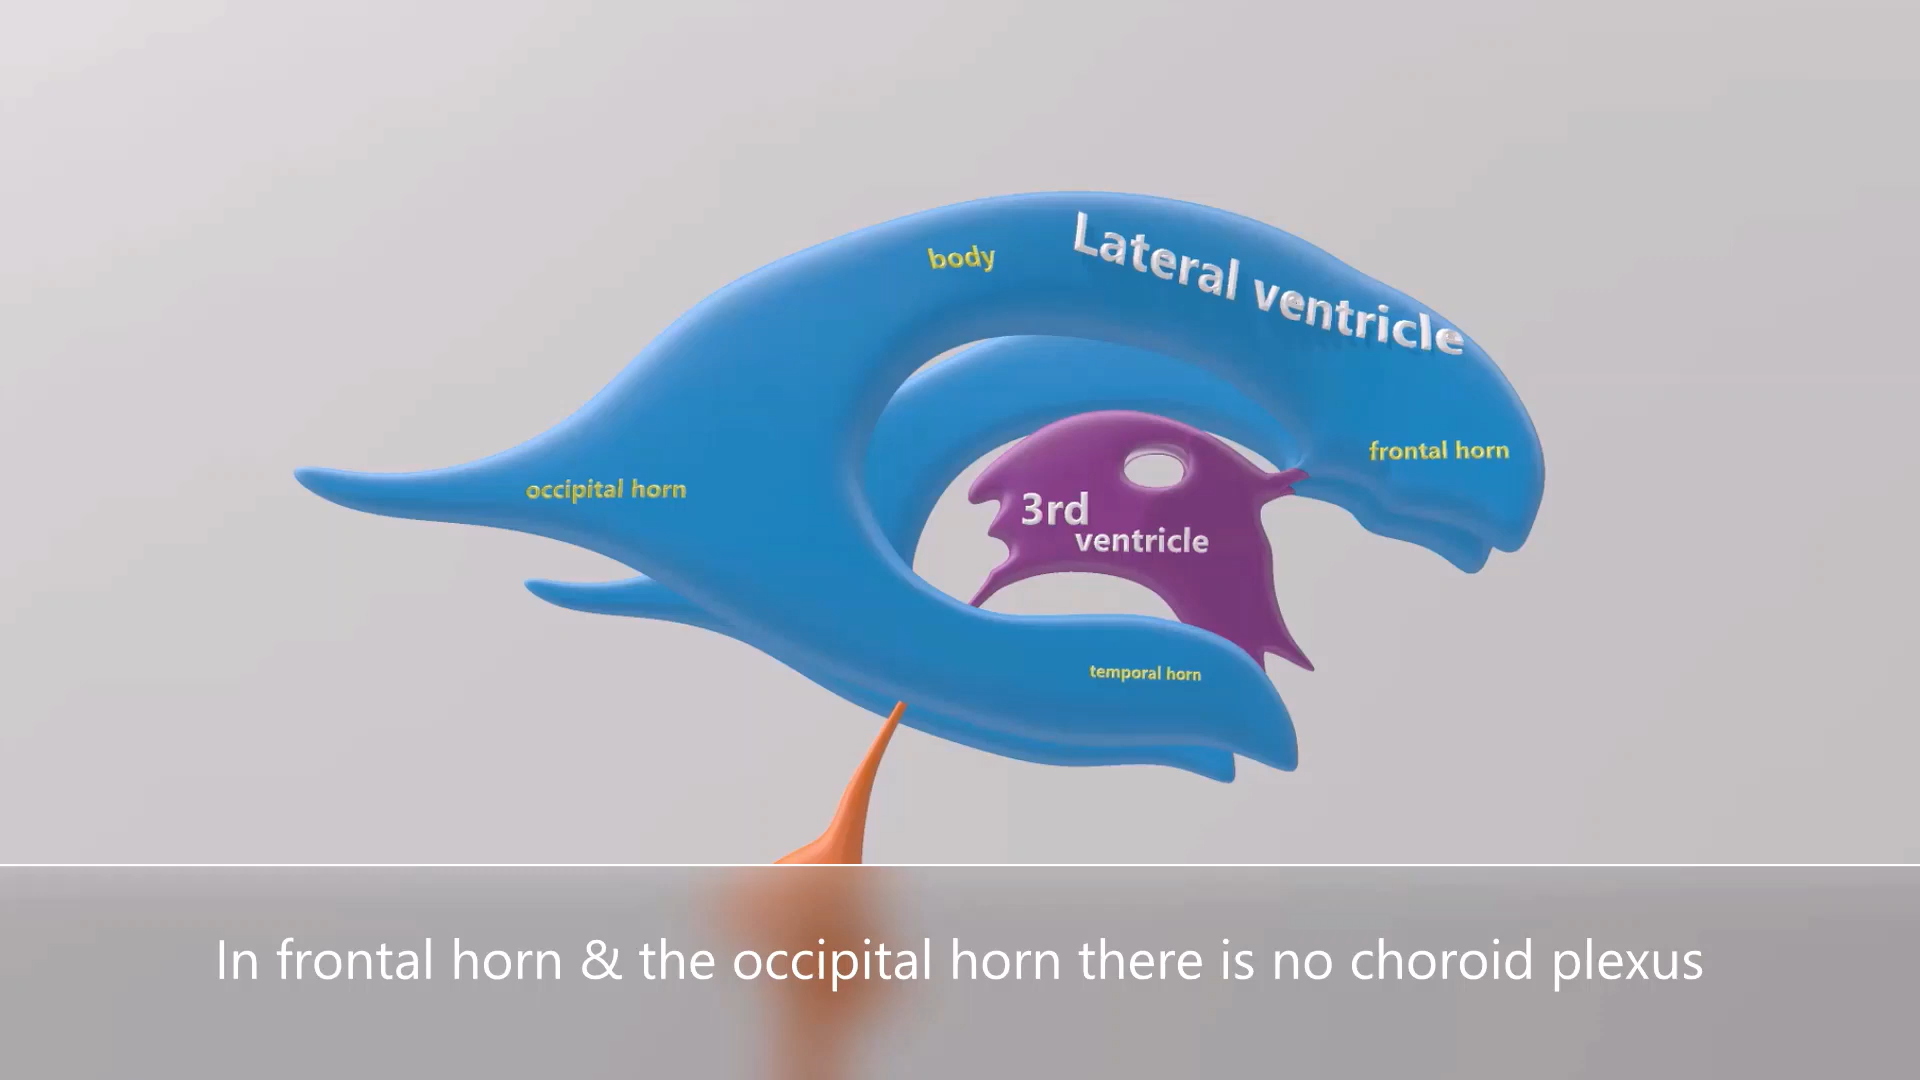 Lateral ventricle
body
frontal horn
occipital horn
3rd
ventricle
temporal horn
In frontal horn & the occipital horn there is no choroid plexus